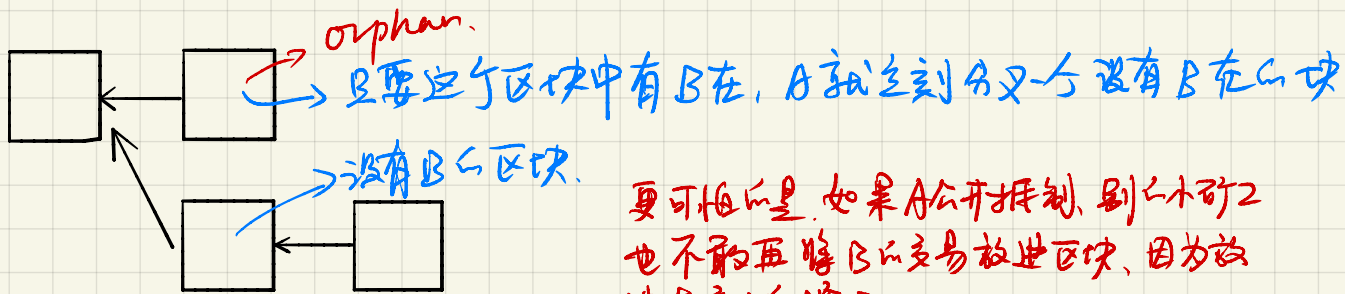 orphan.
只要这个区块中有B在，A就立刻分叉一个没有B在的块
没有B的区块.
更可怕的是，如果A公开抵制、别的小矿工
也不敢再将B的交易放进区块、因为放